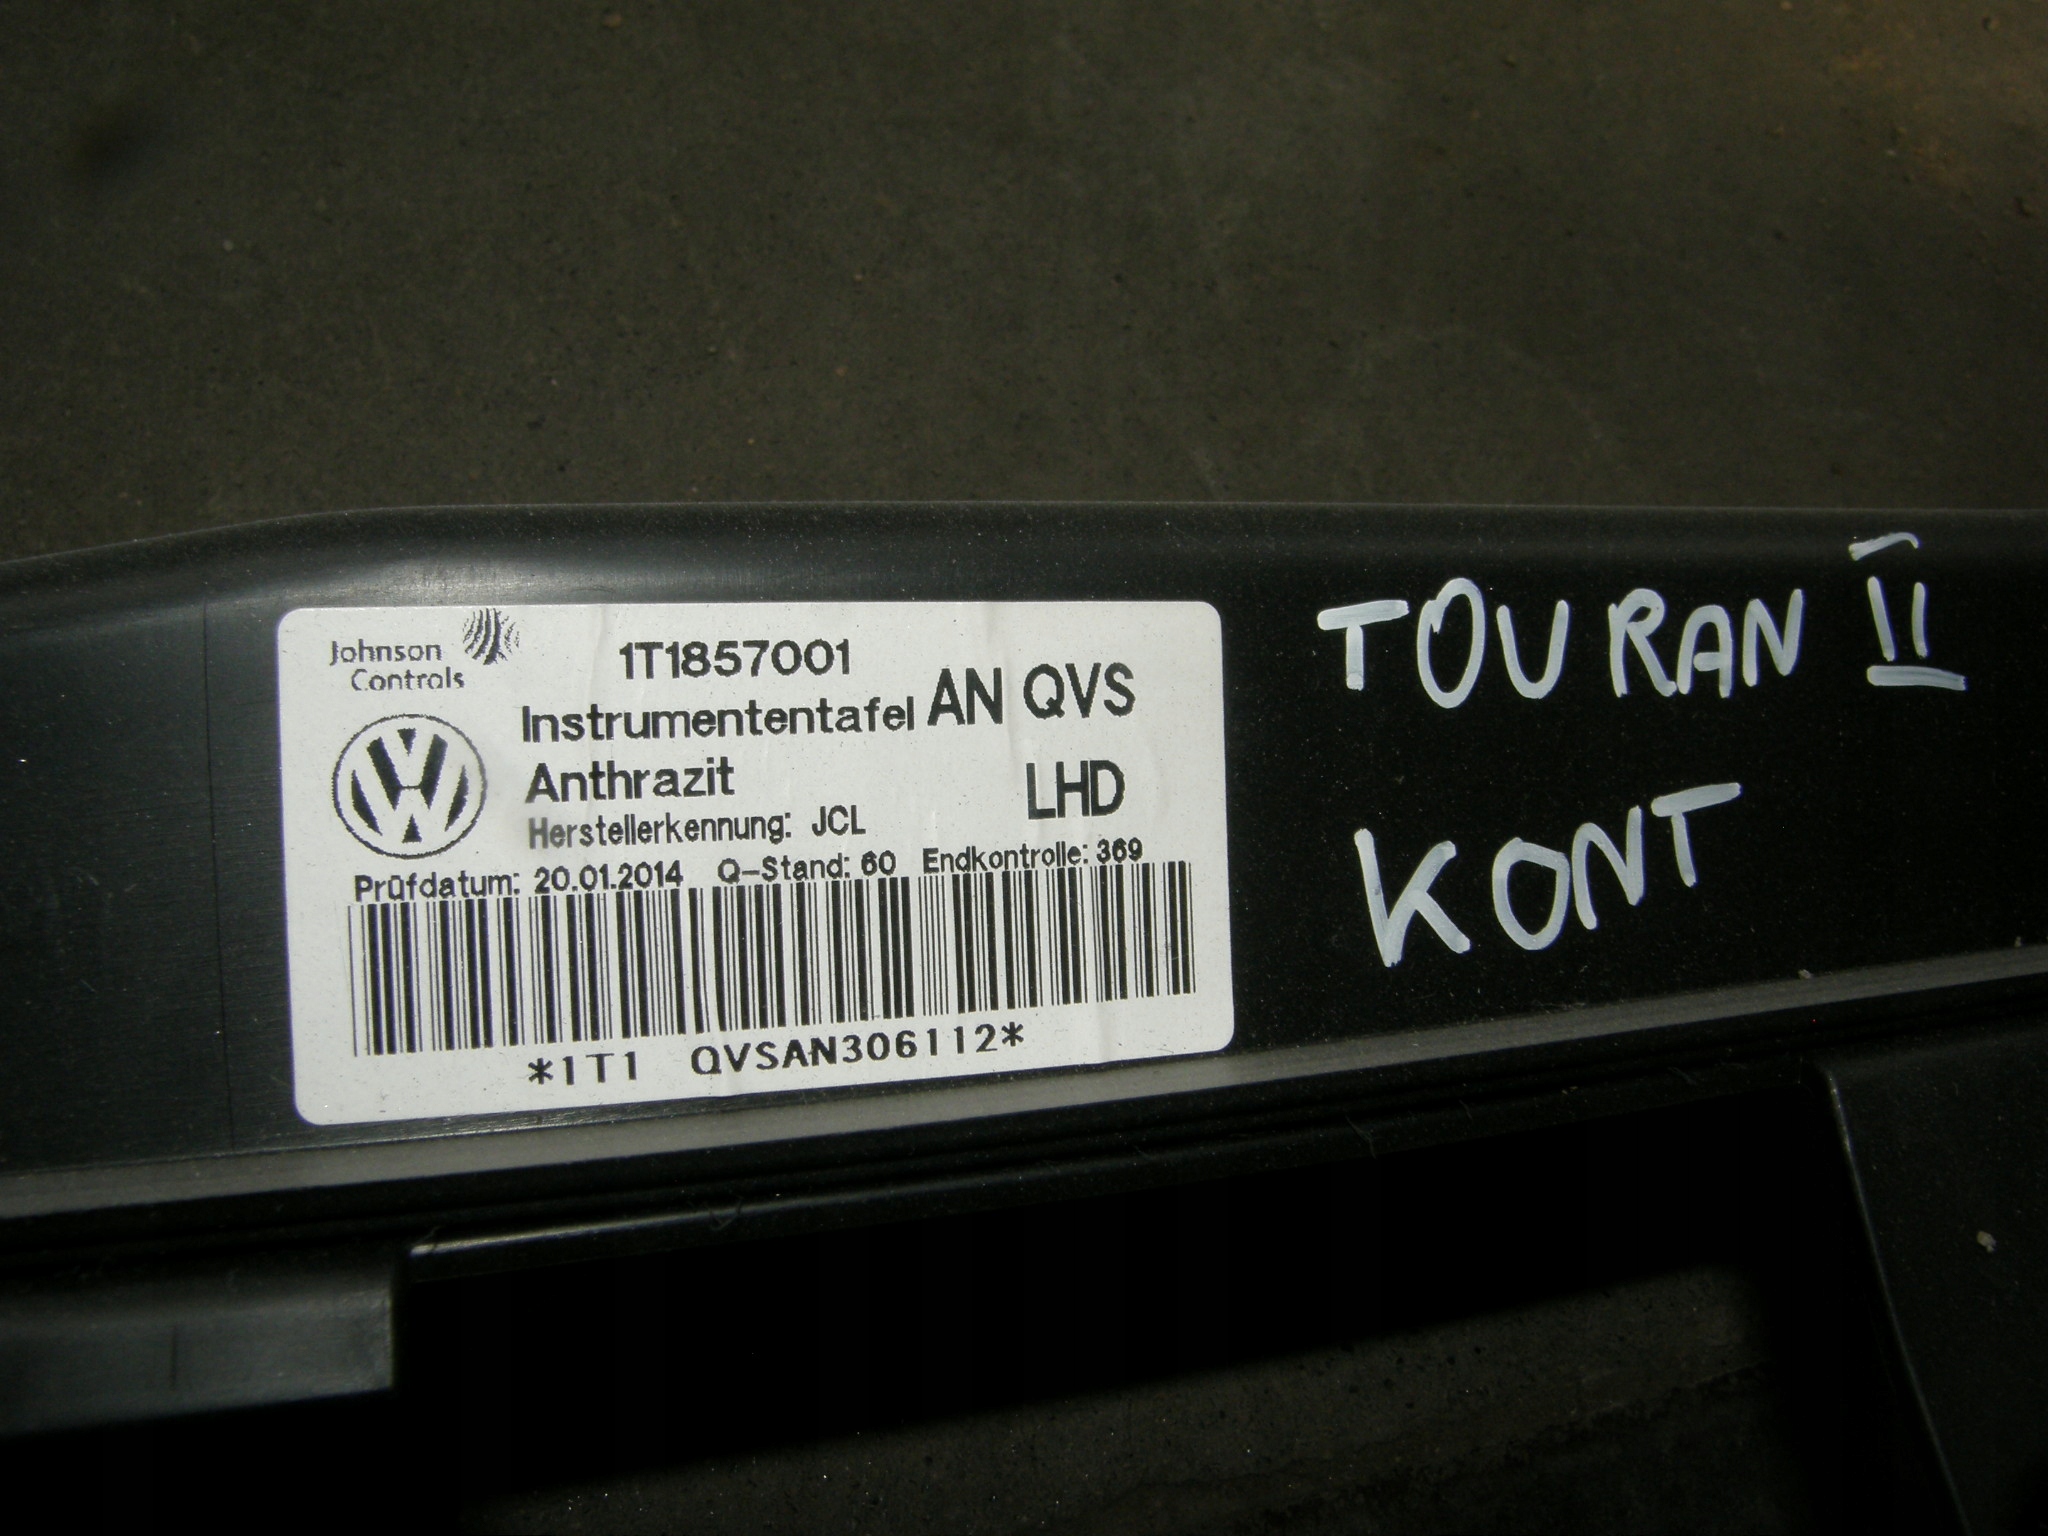 Johnson
Controls
1T1857001
Instrumententafel AN QVS
Anthrazit LHD
Herstellerkennung: JCL
Prüfdatum: 20.01.2014 Q-Stand: 60 Endkontrolle: 369
*1T1 QVSAN306112*
TOURAN II
KONT